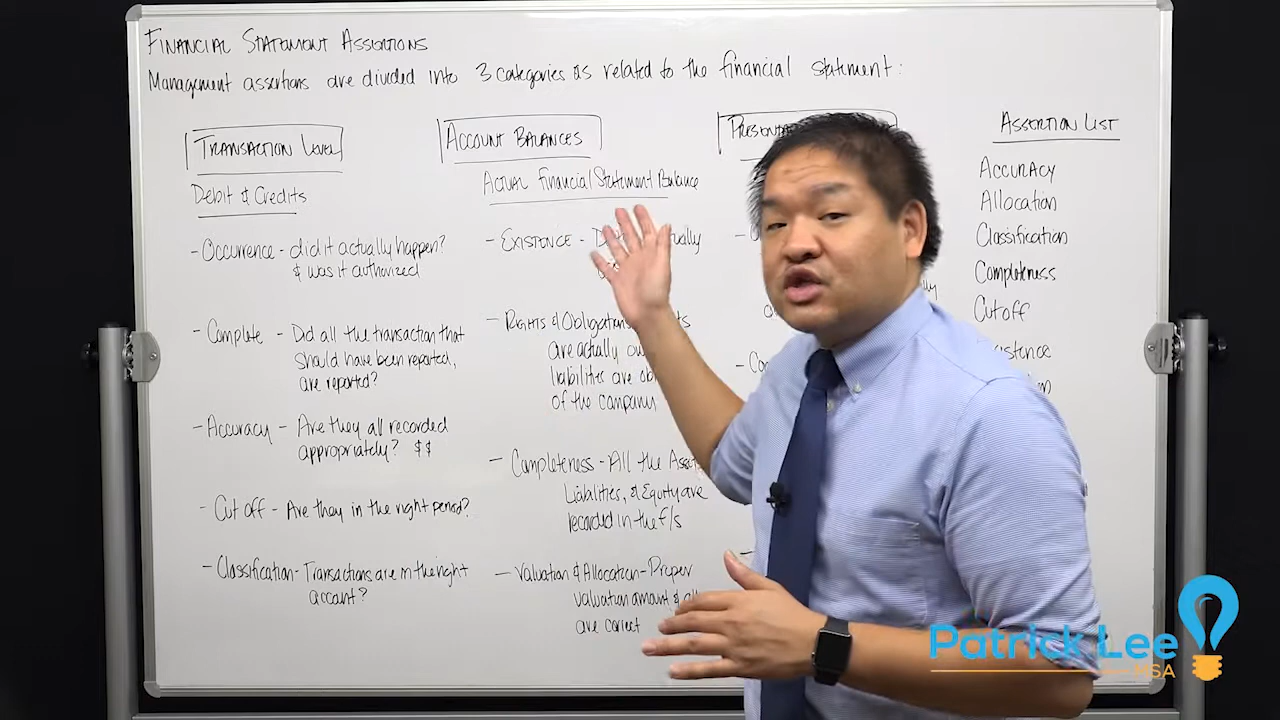 FINANCIAL STATEMENT ASSERTIONS
Management assertions are divided into 3 categories as related to the financial statement:
TRANSACTION LEVEL
Debit & Credits
- Occurrence - did it actually happen?
& was it authorized
- Complete - Did all the transaction that
should have been reported,
are reported?
- Accuracy - Are they all recorded
appropriately? $$
- Cut off - Are they in the right period?
- Classification - Transactions are in the right
account?
ACCOUNT BALANCES
Actual Financial Statement Balance
- EXISTENCE -
- Rights & Obligations
are actually
liabilities are
of the company
- Completeness - All the
Liabilities, & Equity are
recorded in the f/s
- Valuation & Allocation - Proper
valuation amount &
are correct
ASSERTION LIST
Accuracy
Allocation
Classification
Completeness
Cutoff
Patrick Lee
MSA